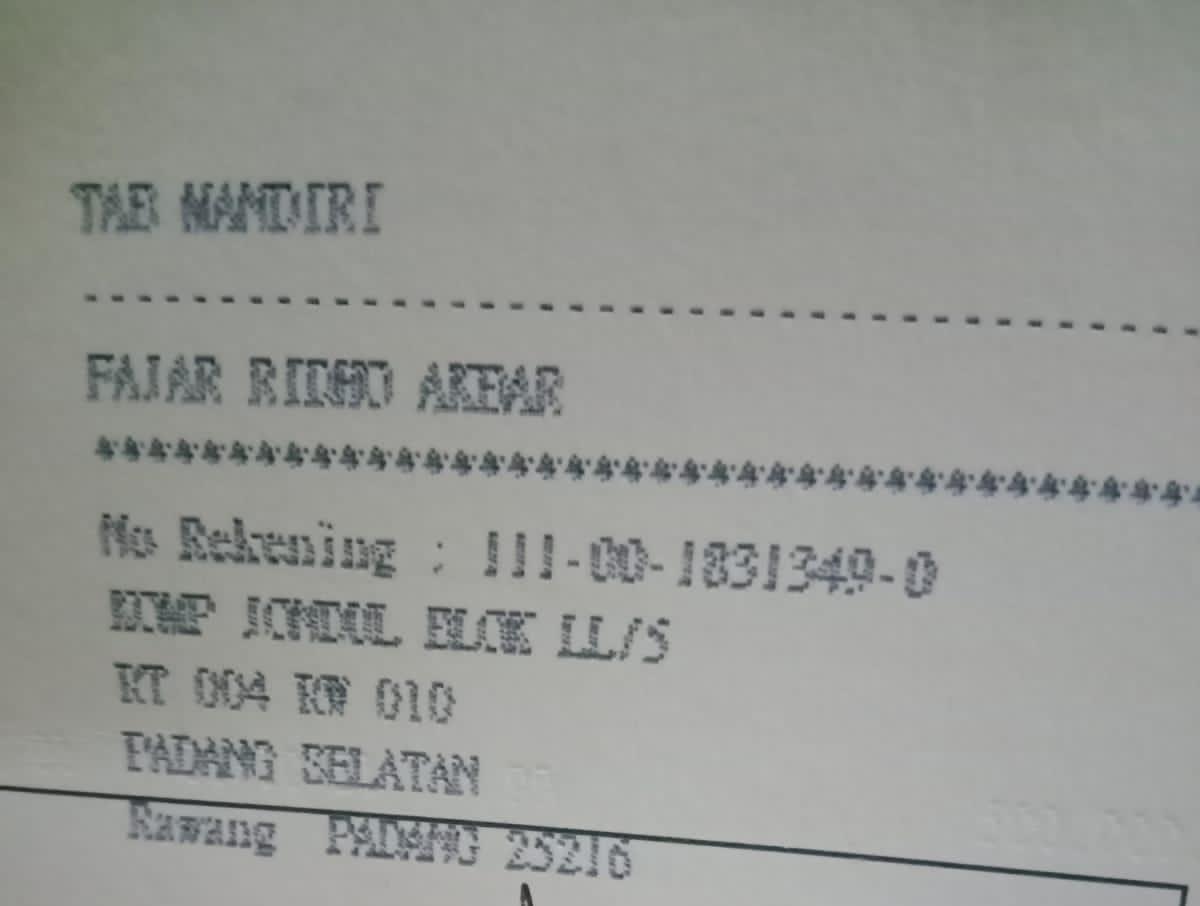 TAB MANDIRI
FAJAR RIDHO AKBAR
No Rekening : 111-00-1831349-0
KOMP JONDUL BLOK LL/5
RT 004 RW 010
PADANG SELATAN
Rawang PADANG 25216